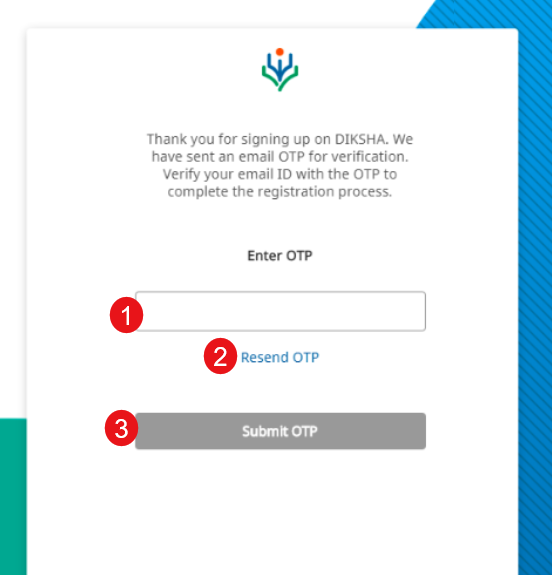 Thank you for signing up on DIKSHA. We
have sent an email OTP for verification.
Verify your email ID with the OTP to
complete the registration process.
Enter OTP
1
2 Resend OTP
3 Submit OTP